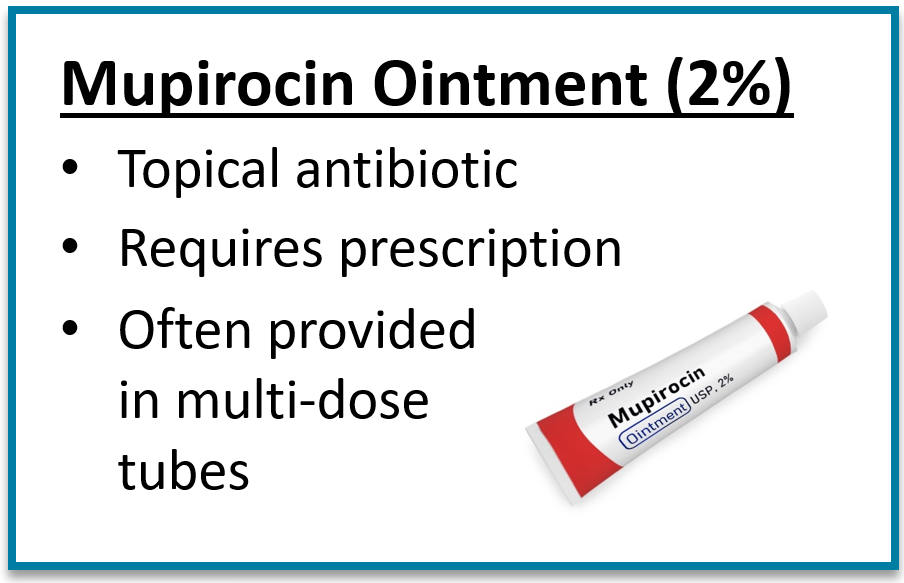 Mupirocin Ointment (2%)
• Topical antibiotic
• Requires prescription
• Often provided
in multi-dose
tubes
Rx Only
Mupirocin
Ointment USP, 2%